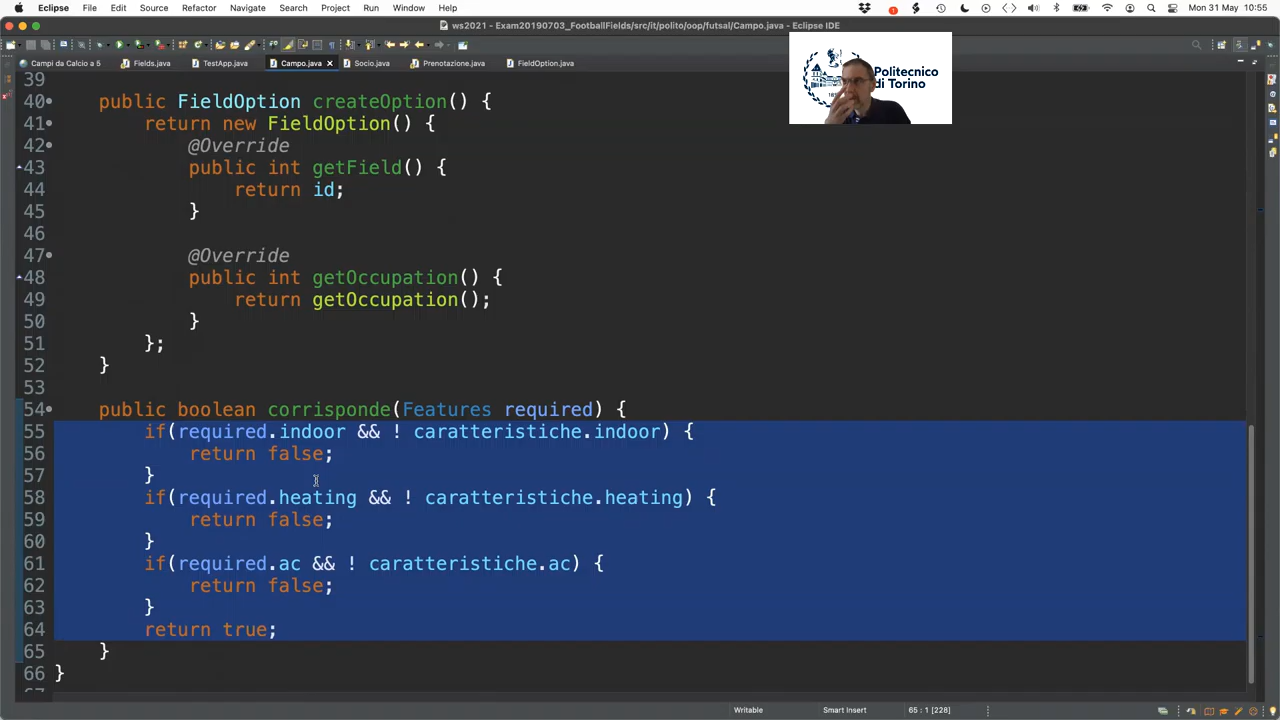 Eclipse File Edit Source Refactor Navigate Search Project Run Window Help Mon 31 May 10:55
ws2021 - Exam20190703_FootballFields/src/it/polito/oop/futsal/Campo.java - Eclipse IDE
Campi da Calcio a 5 Fields.java TestApp.java Campo.java Socio.java Prenotazione.java FieldOption.java
Politecnico
di Torino
39
40 public FieldOption createOption() {
41 return new FieldOption() {
42 @Override
43 public int getField() {
44 return id;
45 }
46
47 @Override
48 public int getOccupation() {
49 return getOccupation();
50 }
51 };
52 }
53
54 public boolean corrisponde(Features required) {
55 if(required.indoor && ! caratteristiche.indoor) {
56 return false;
57 }
58 if(required.heating && ! caratteristiche.heating) {
59 return false;
60 }
61 if(required.ac && ! caratteristiche.ac) {
62 return false;
63 }
64 return true;
65 }
66 }
Writable Smart Insert 65 : 1 [228]